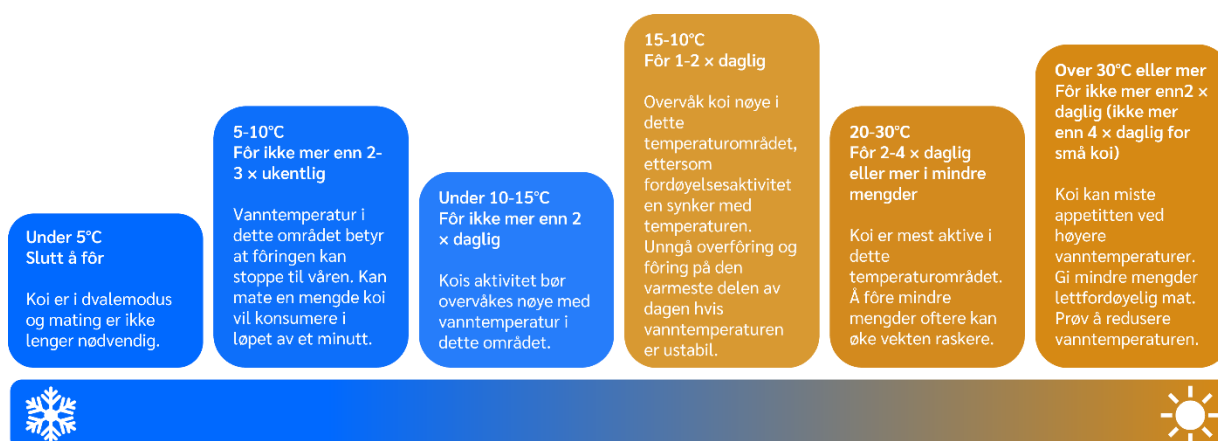 Under 5°C
Slutt å fôr
Koi er i dvalemodus
og mating er ikke
lenger nødvendig.
5-10°C
Fôr ikke mer enn 2-
3 × ukentlig
Vanntemperatur i
dette området betyr
at fôringen kan
stoppe til våren. Kan
mate en mengde koi
vil konsumere i
løpet av et minutt.
Under 10-15°C
Fôr ikke mer enn 2
× daglig
Kois aktivitet bør
overvåkes nøye med
vanntemperatur i
dette området.
15-10°C
Fôr 1-2 × daglig
Overvåk koi nøye i
dette
temperaturområdet,
ettersom
fordøyelsesaktivitet
en synker med
temperaturen.
Unngå overfôring og
fôring på den
varmeste delen av
dagen hvis
vanntemperaturen
er ustabil.
20-30°C
Fôr 2-4 × daglig
eller mer i mindre
mengder
Koi er mest aktive i
dette
temperaturområdet.
Å fôre mindre
mengder oftere kan
øke vekten raskere.
Over 30°C eller mer
Fôr ikke mer enn2 ×
daglig (ikke mer
enn 4 × daglig for
små koi)
Koi kan miste
appetitten ved
høyere
vanntemperaturer.
Gi mindre mengder
lettfordøyelig mat.
Prøv å redusere
vanntemperaturen.